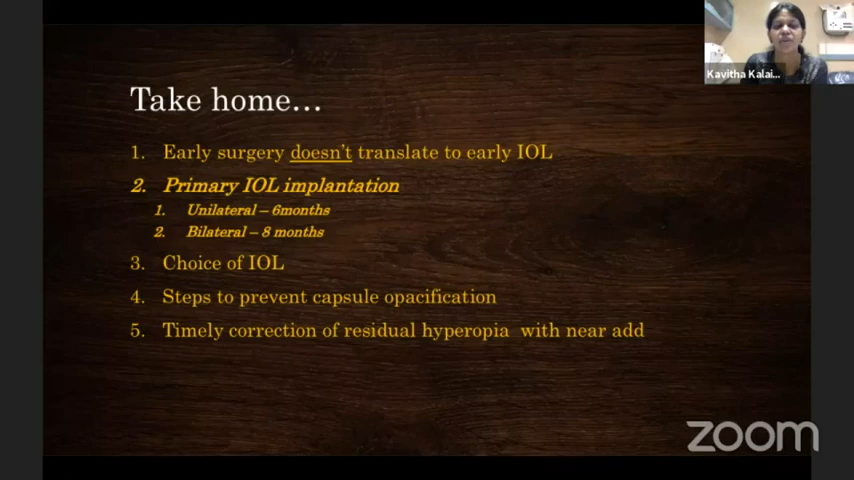 Kavitha Kalai...
Take home...
1. Early surgery doesn't translate to early IOL
2. Primary IOL implantation
1. Unilateral – 6months
2. Bilateral – 8 months
3. Choice of IOL
4. Steps to prevent capsule opacification
5. Timely correction of residual hyperopia with near add
zoom